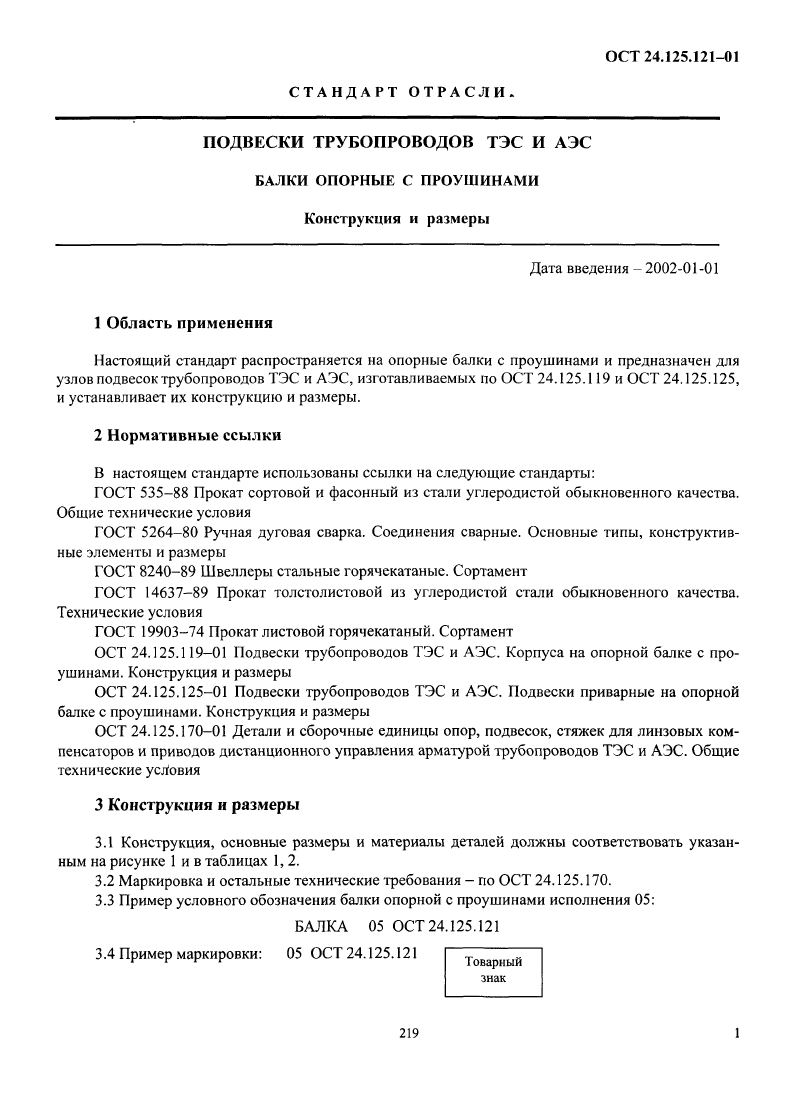 ОСТ 24.125.121–01
СТАНДАРТ ОТРАСЛИ.
ПОДВЕСКИ ТРУБОПРОВОДОВ ТЭС И АЭС
БАЛКИ ОПОРНЫЕ С ПРОУШИНАМИ
Конструкция и размеры
Дата введения – 2002-01-01
1 Область применения
Настоящий стандарт распространяется на опорные балки с проушинами и предназначен для
узлов подвесок трубопроводов ТЭС и АЭС, изготавливаемых по ОСТ 24.125.119 и ОСТ 24.125.125,
и устанавливает их конструкцию и размеры.
2 Нормативные ссылки
В настоящем стандарте использованы ссылки на следующие стандарты:
ГОСТ 535–88 Прокат сортовой и фасонный из стали углеродистой обыкновенного качества.
Общие технические условия
ГОСТ 5264–80 Ручная дуговая сварка. Соединения сварные. Основные типы, конструктив-
ные элементы и размеры
ГОСТ 8240–89 Швеллеры стальные горячекатаные. Сортамент
ГОСТ 14637–89 Прокат толстолистовой из углеродистой стали обыкновенного качества.
Технические условия
ГОСТ 19903–74 Прокат листовой горячекатаный. Сортамент
ОСТ 24.125.119–01 Подвески трубопроводов ТЭС и АЭС. Корпуса на опорной балке с про-
ушинами. Конструкция и размеры
ОСТ 24.125.125–01 Подвески трубопроводов ТЭС и АЭС. Подвески приварные на опорной
балке с проушинами. Конструкция и размеры
ОСТ 24.125.170–01 Детали и сборочные единицы опор, подвесок, стяжек для линзовых ком-
пенсаторов и приводов дистанционного управления арматурой трубопроводов ТЭС и АЭС. Общие
технические условия
3 Конструкция и размеры
3.1 Конструкция, основные размеры и материалы деталей должны соответствовать указан-
ным на рисунке 1 и в таблицах 1, 2.
3.2 Маркировка и остальные технические требования – по ОСТ 24.125.170.
3.3 Пример условного обозначения балки опорной с проушинами исполнения 05:
БАЛКА 05 ОСТ 24.125.121
3.4 Пример маркировки: 05 ОСТ 24.125.121
Товарный
знак
219 1